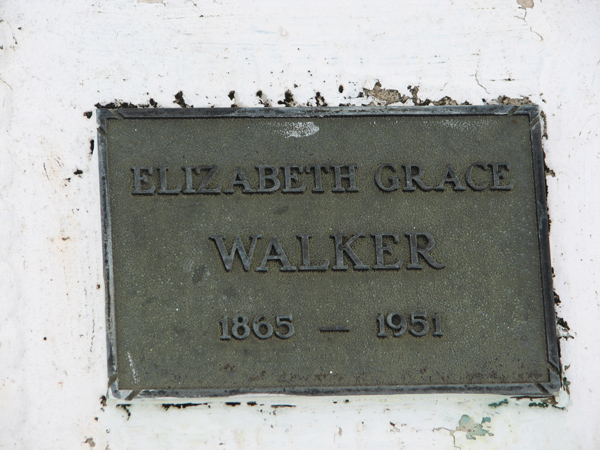 ELIZABETH GRACE
WALKER
1865 — 1951